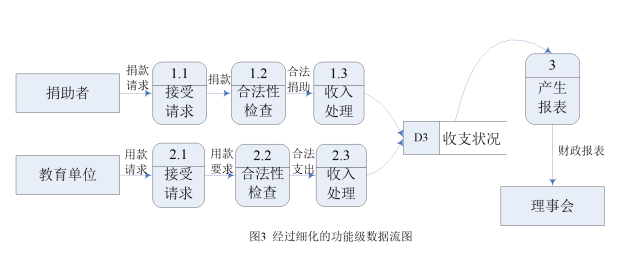 捐助者
捐款
请求
1.1
接受
请求
捐款
1.2
合法性
检查
合法
捐助
1.3
收入
处理
教育单位
用款
请求
2.1
接受
请求
用款
要求
2.2
合法性
检查
合法
支出
2.3
收入
处理
D3 收支状况
3
产生
报表
财政报表
理事会
图3 经过细化的功能级数据流图